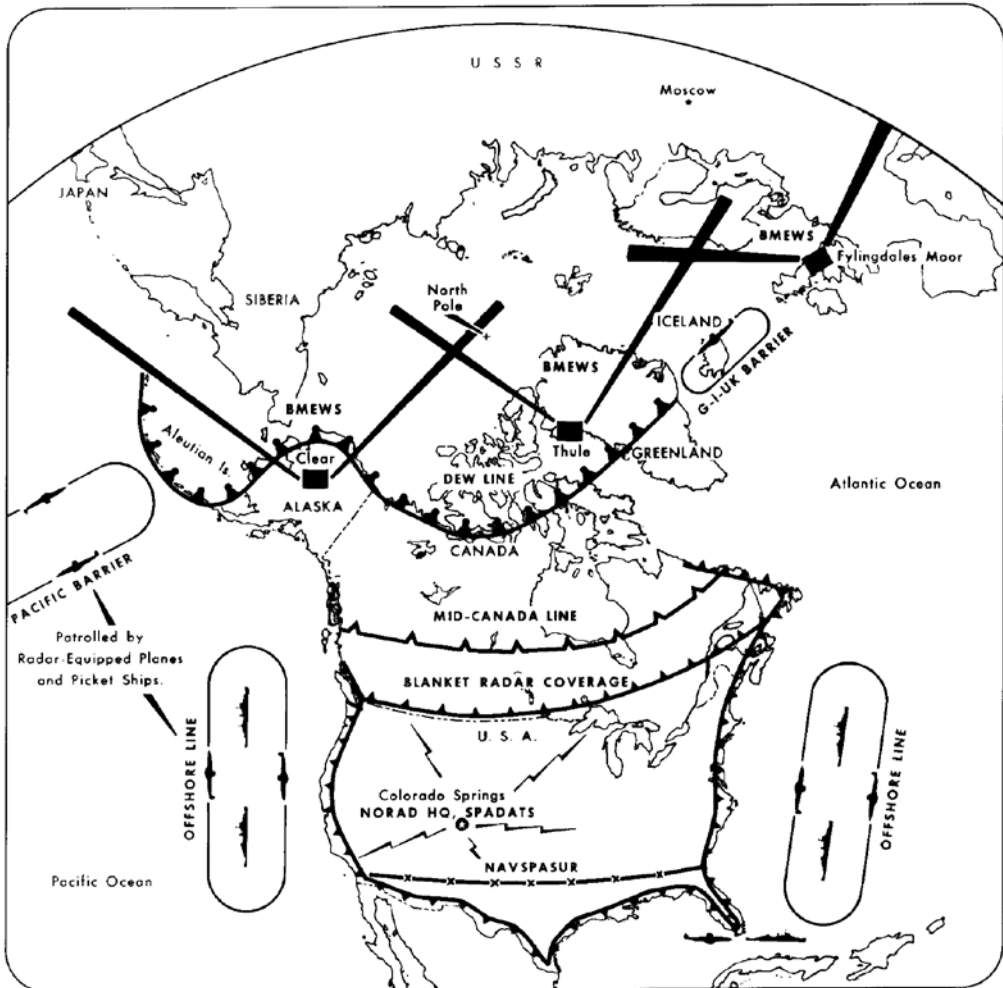 U S S R
Moscow
JAPAN
BMEWS
Fylingdales Moor
SIBERIA
North
Pole
ICELAND
G-I-UK BARRIER
BMEWS
BMEWS
Aleutian Is.
Clear
Thule
GREENLAND
DEW LINE
ALASKA
Atlantic Ocean
CANADA
PACIFIC BARRIER
MID-CANADA LINE
Patrolled by
Radar-Equipped Planes
and Picket Ships.
BLANKET RADAR COVERAGE
U. S. A.
OFFSHORE LINE
OFFSHORE LINE
Colorado Springs
NORAD HQ, SPADATS
NAVSPASUR
Pacific Ocean